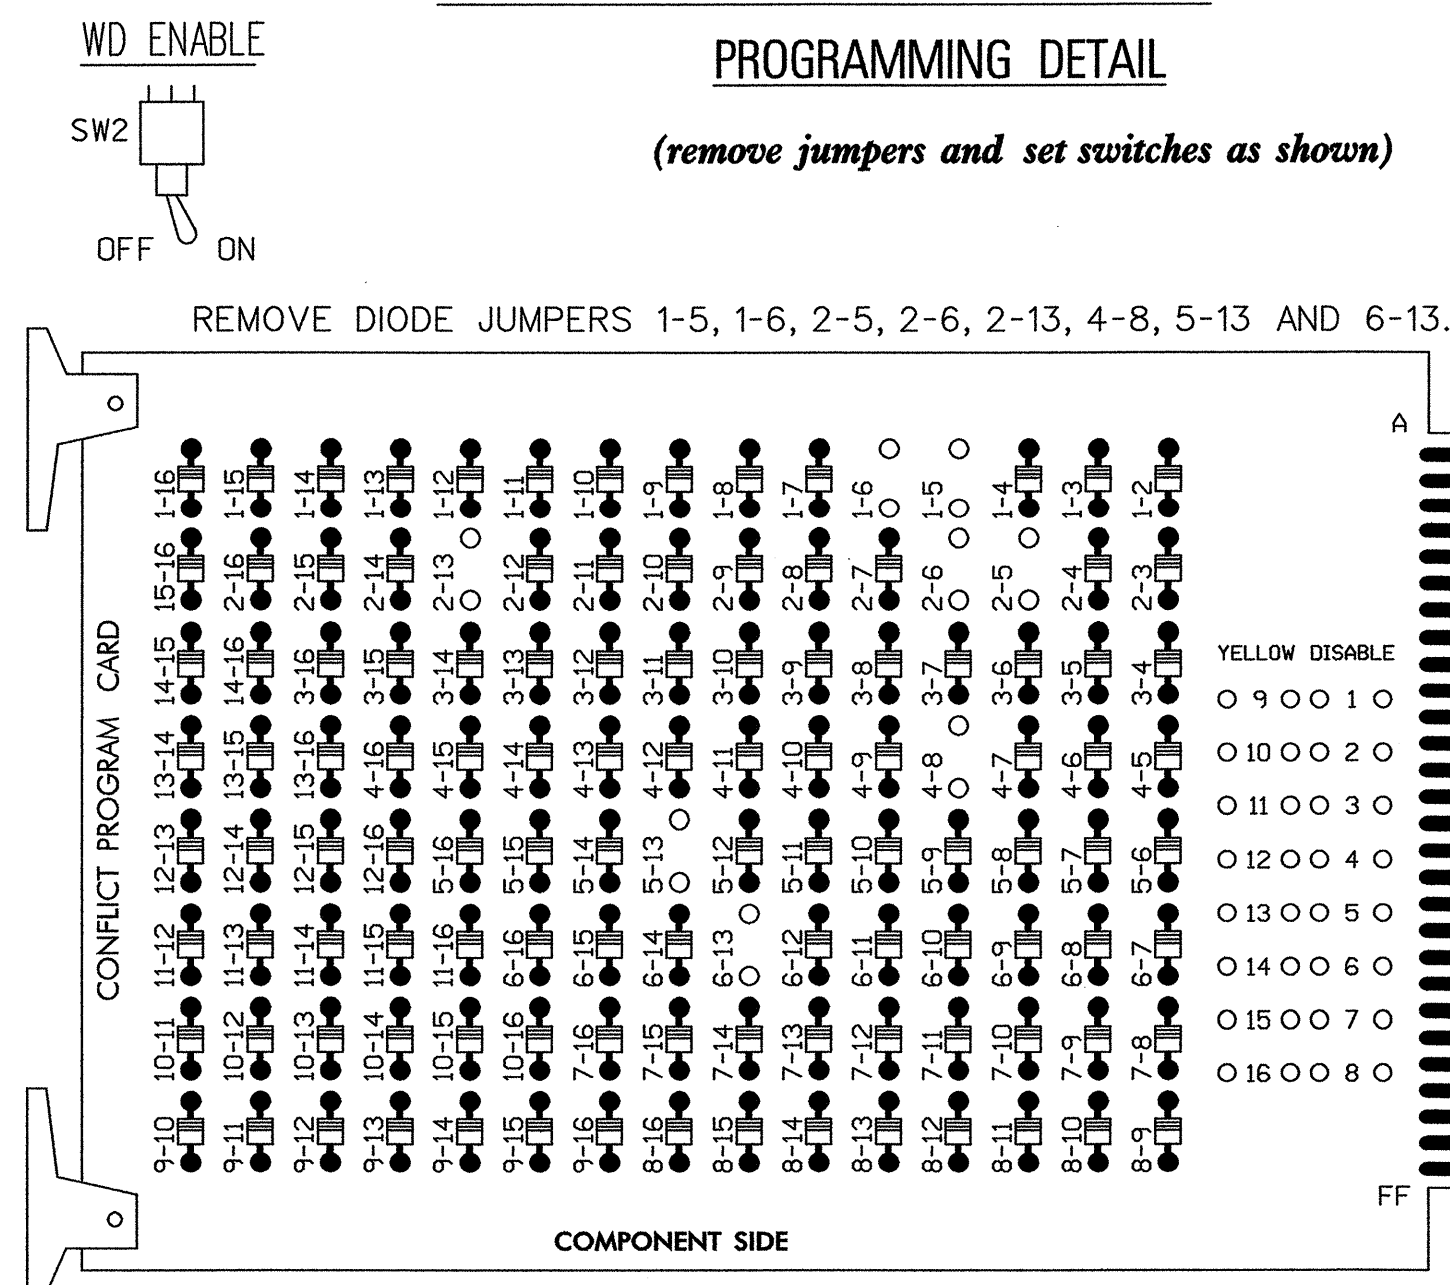 WD ENABLE
PROGRAMMING DETAIL
SW2
(remove jumpers and set switches as shown)
OFF ON
REMOVE DIODE JUMPERS 1-5, 1-6, 2-5, 2-6, 2-13, 4-8, 5-13 AND 6-13.
A
1-16 1-15 1-14 1-13 1-12 1-11 1-10 1-9 1-8 1-7 1-6 1-5 1-4 1-3 1-2
15-16 2-16 2-15 2-14 2-13 2-12 2-11 2-10 2-9 2-8 2-7 2-6 2-5 2-4 2-3
14-15 14-16 3-16 3-15 3-14 3-13 3-12 3-11 3-10 3-9 3-8 3-7 3-6 3-5 3-4
13-14 13-15 13-16 4-16 4-15 4-14 4-13 4-12 4-11 4-10 4-9 4-8 4-7 4-6 4-5
12-13 12-14 12-15 12-16 5-16 5-15 5-14 5-13 5-12 5-11 5-10 5-9 5-8 5-7 5-6
11-12 11-13 11-14 11-15 11-16 6-16 6-15 6-14 6-13 6-12 6-11 6-10 6-9 6-8 6-7
10-11 10-12 10-13 10-14 10-15 10-16 7-16 7-15 7-14 7-13 7-12 7-11 7-10 7-9 7-8
9-10 9-11 9-12 9-13 9-14 9-15 9-16 8-16 8-15 8-14 8-13 8-12 8-11 8-10 8-9
CONFLICT PROGRAM CARD
YELLOW DISABLE
9 1
10 2
11 3
12 4
13 5
14 6
15 7
16 8
FF
COMPONENT SIDE